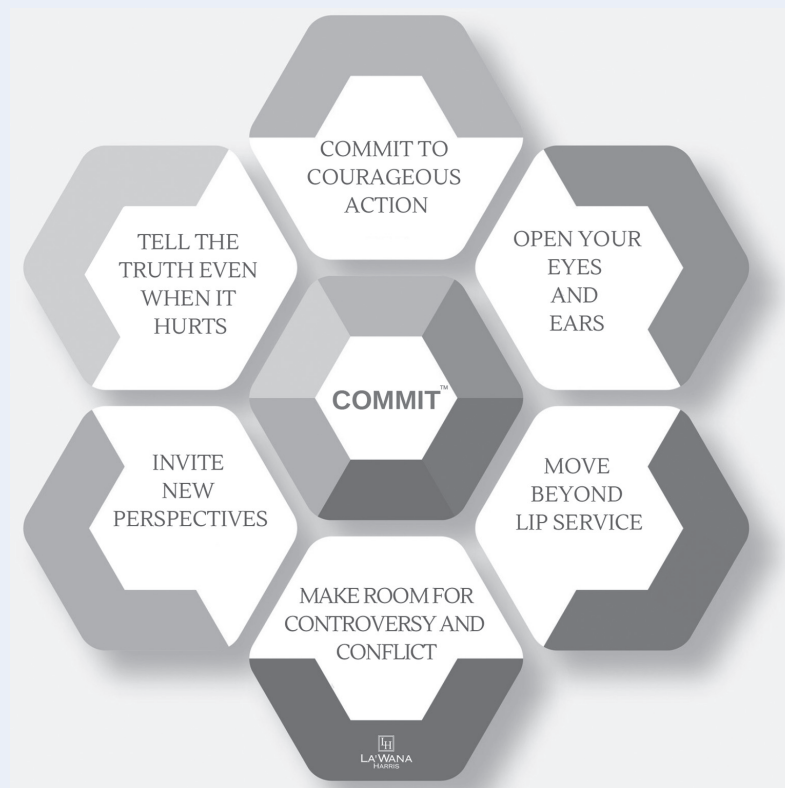 COMMIT TO
COURAGEOUS
ACTION
OPEN YOUR
EYES
AND
EARS
MOVE
BEYOND
LIP SERVICE
MAKE ROOM FOR
CONTROVERSY AND
CONFLICT
INVITE
NEW
PERSPECTIVES
TELL THE
TRUTH EVEN
WHEN IT
HURTS
COMMIT™
LH
LA'WANA
HARRIS